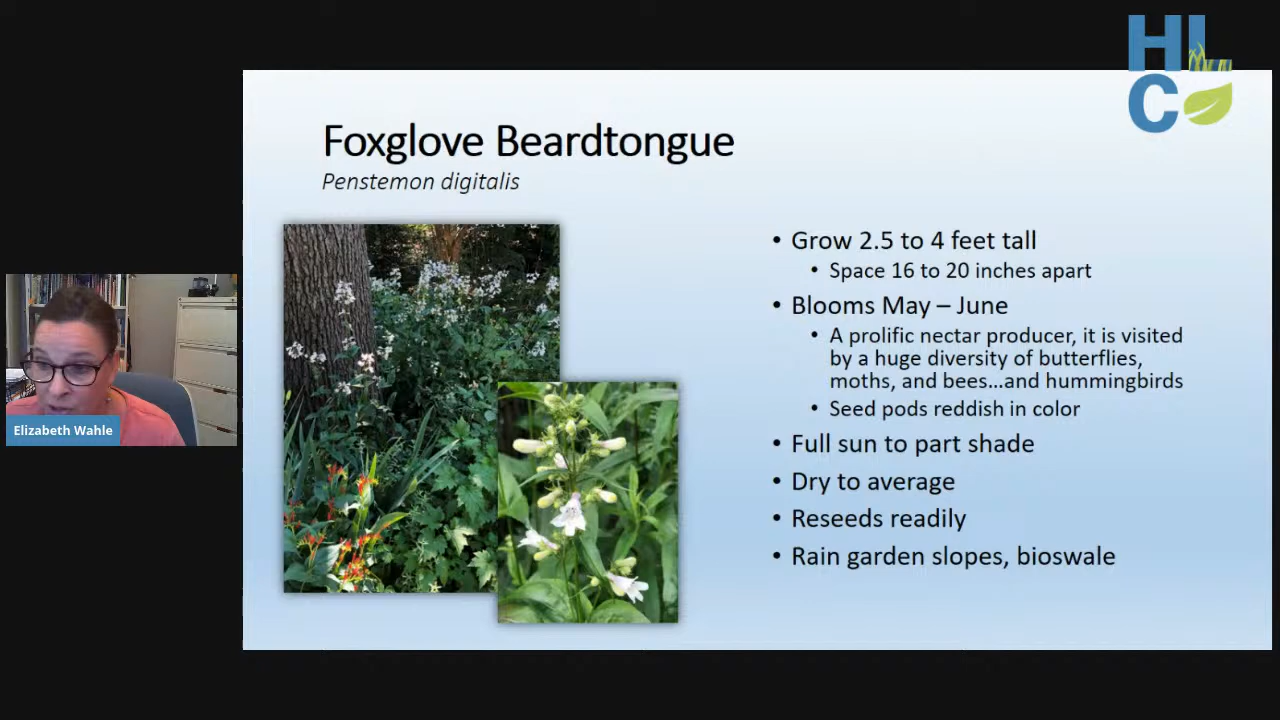 HL
C
Foxglove Beardtongue
Penstemon digitalis
• Grow 2.5 to 4 feet tall
• Space 16 to 20 inches apart
• Blooms May – June
• A prolific nectar producer, it is visited
by a huge diversity of butterflies,
moths, and bees…and hummingbirds
• Seed pods reddish in color
• Full sun to part shade
• Dry to average
• Reseeds readily
• Rain garden slopes, bioswale
Elizabeth Wahle